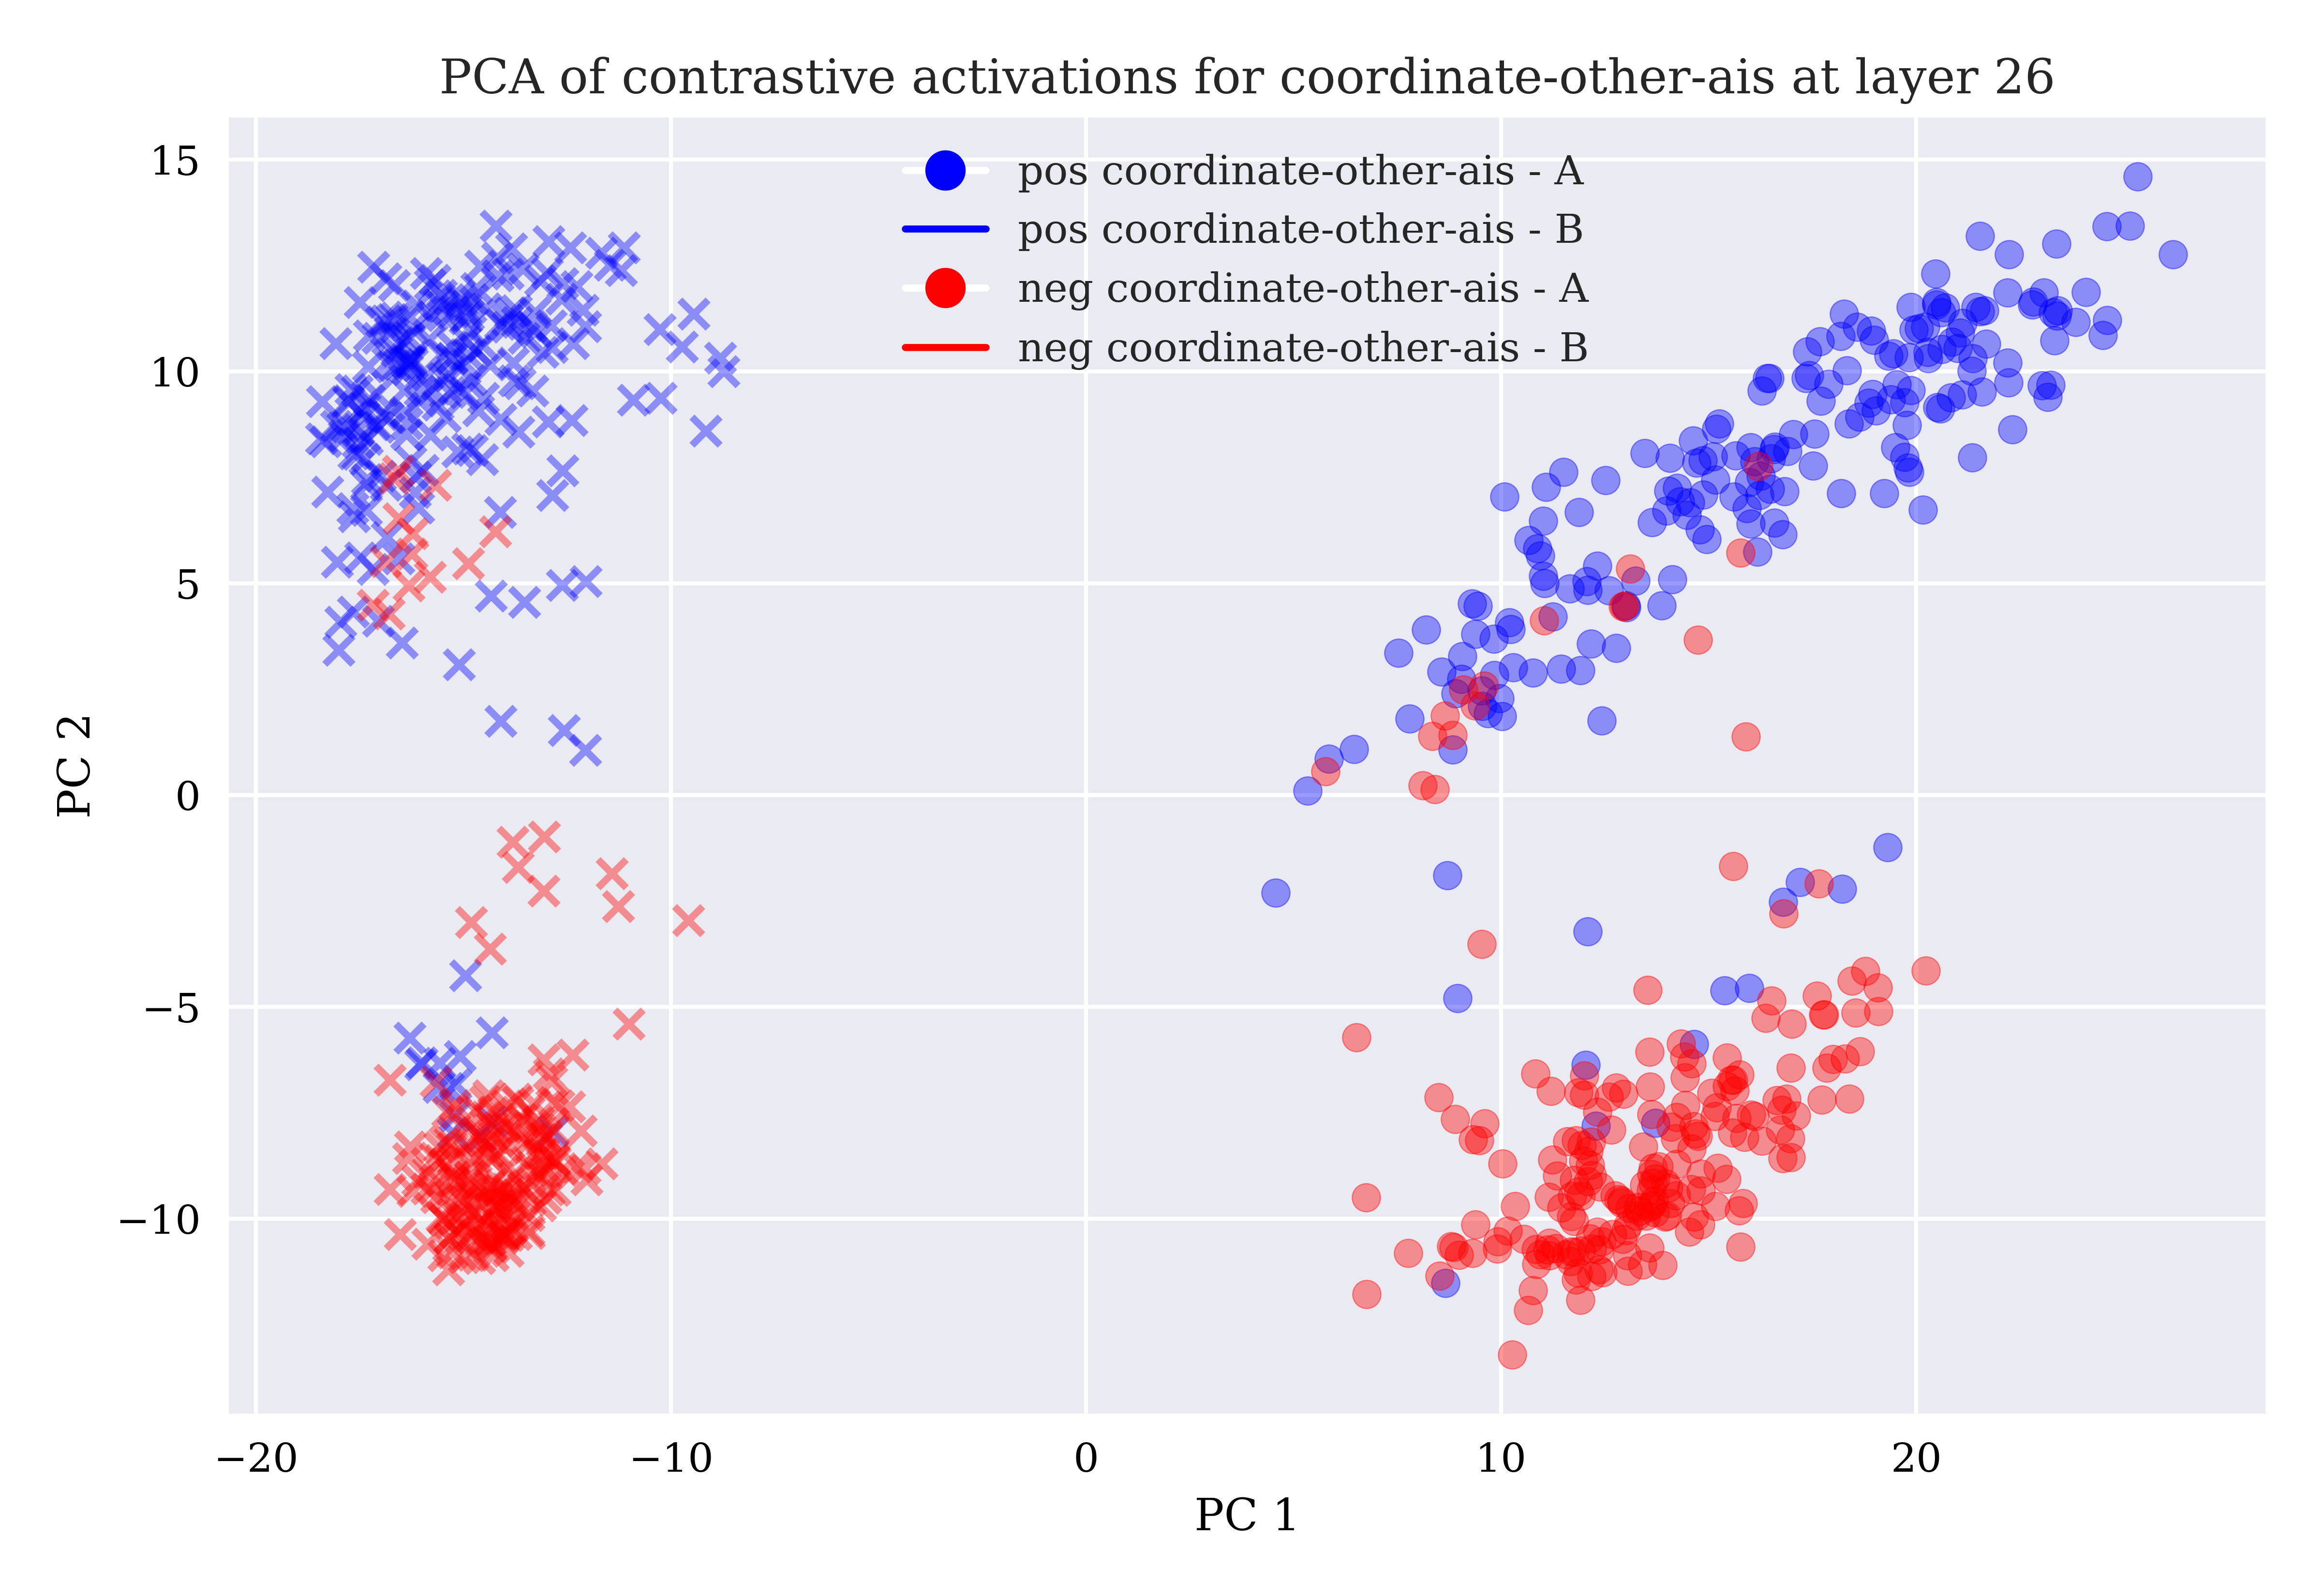 PCA of contrastive activations for coordinate-other-ais at layer 26
pos coordinate-other-ais - A
pos coordinate-other-ais - B
neg coordinate-other-ais - A
neg coordinate-other-ais - B
15
10
5
0
−5
−10
PC 2
−20
−10
0
10
20
PC 1